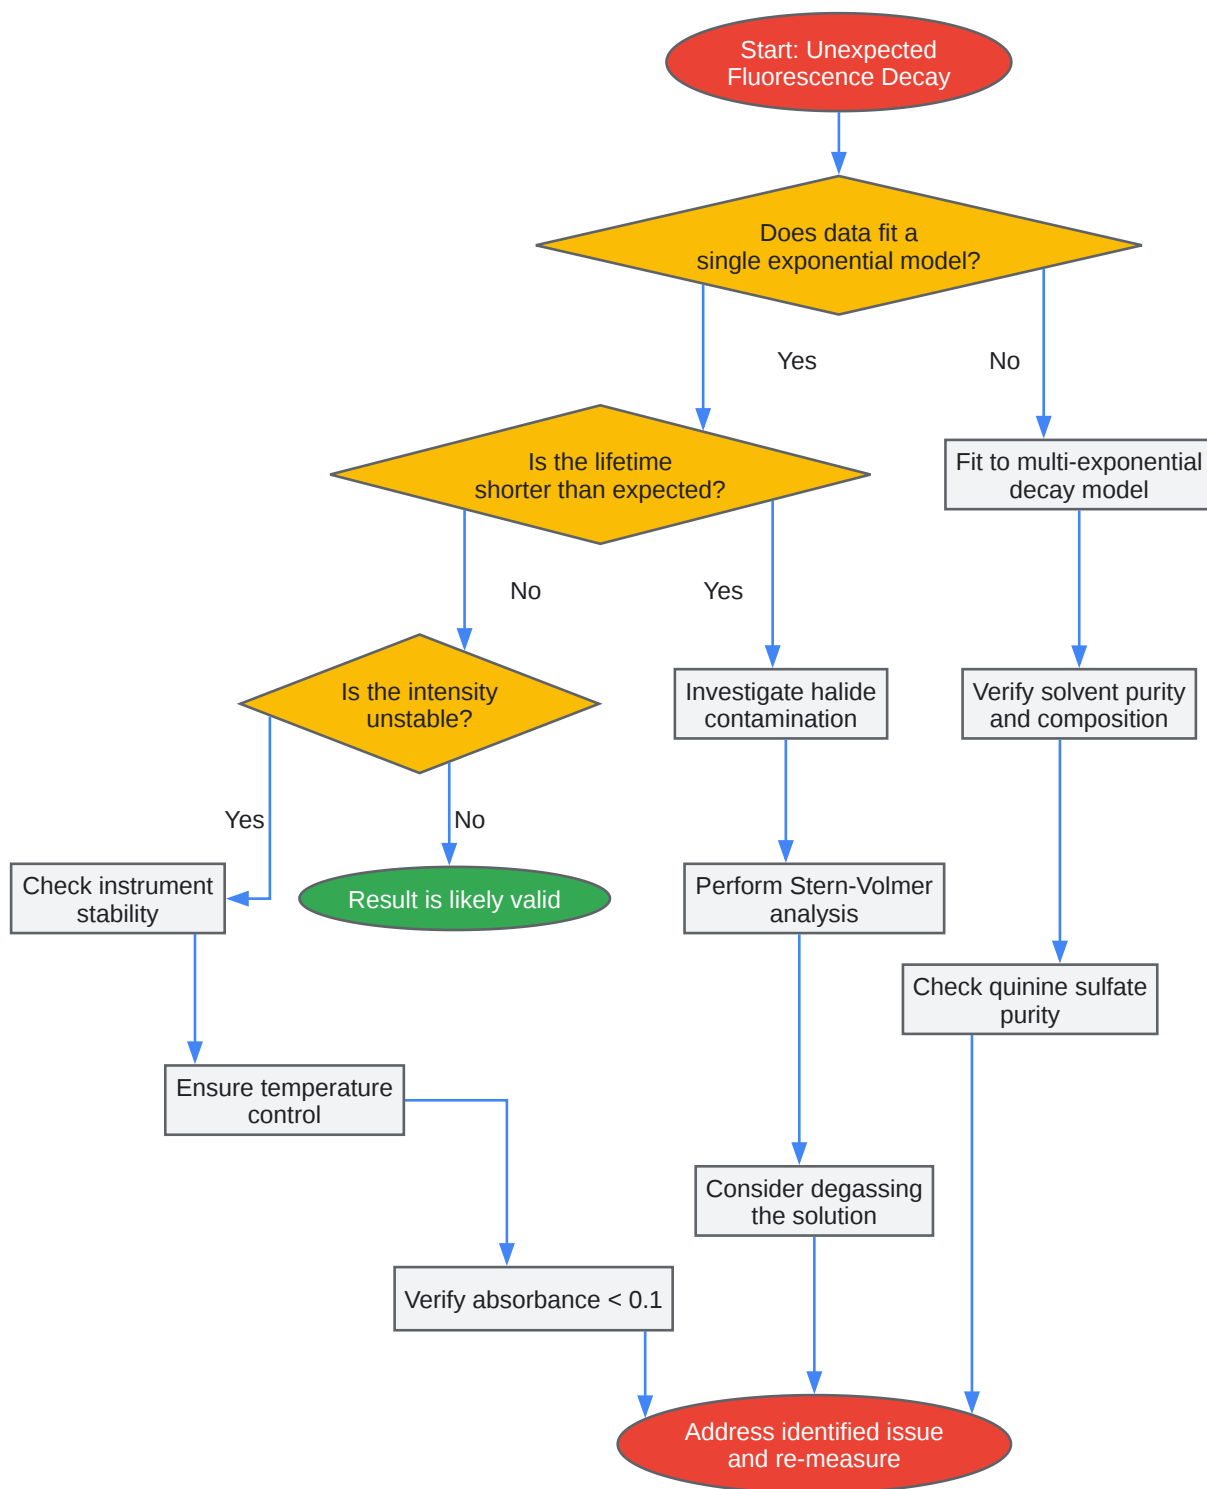 Start: Unexpected
Fluorescence Decay
Does data fit a
single exponential model?
Yes
No
Is the lifetime
shorter than expected?
Fit to multi-exponential
decay model
No
Yes
Is the intensity
unstable?
Investigate halide
contamination
Verify solvent purity
and composition
Yes
No
Check instrument
stability
Result is likely valid
Perform Stern-Volmer
analysis
Check quinine sulfate
purity
Ensure temperature
control
Consider degassing
the solution
Verify absorbance < 0.1
Address identified issue
and re-measure